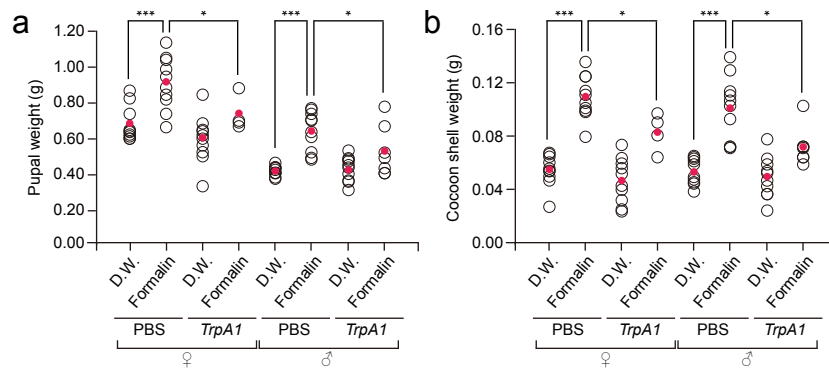 a
*** * *** *
Pupal weight (g)
1.20
1.00
0.80
0.60
0.40
0.20
0.00
D.W. Formalin D.W. Formalin D.W. Formalin D.W. Formalin
PBS TrpA1 PBS TrpA1
♀ ♂
b
*** * *** *
Cocoon shell weight (g)
0.16
0.12
0.08
0.04
0.00
D.W. Formalin D.W. Formalin D.W. Formalin D.W. Formalin
PBS TrpA1 PBS TrpA1
♀ ♂